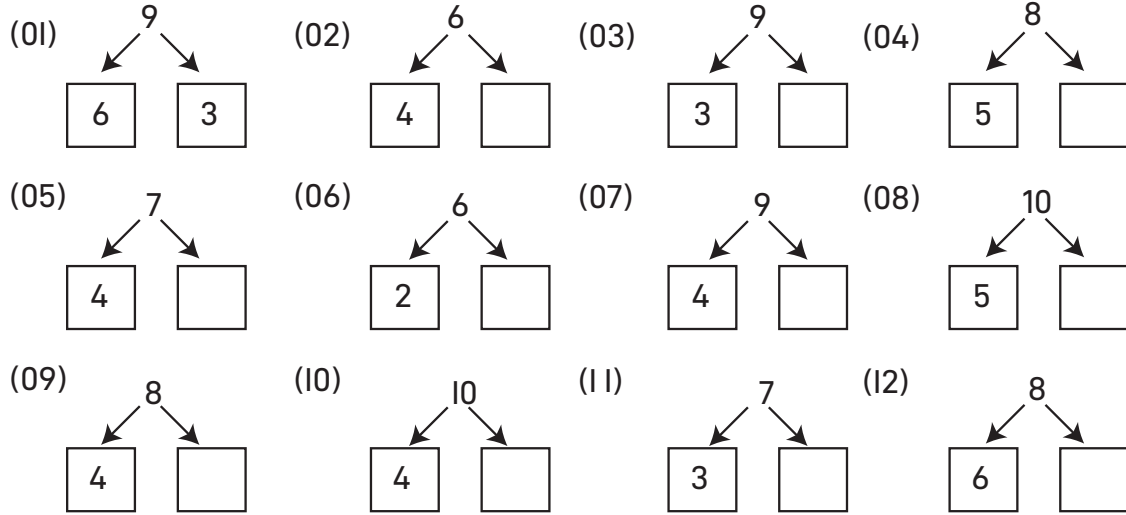 (01) 9 (02) 6 (03) 9 (04) 8
6 3 4 3 5
(05) 7 (06) 6 (07) 9 (08) 10
4 2 4 5
(09) 8 (10) 10 (11) 7 (12) 8
4 4 3 6